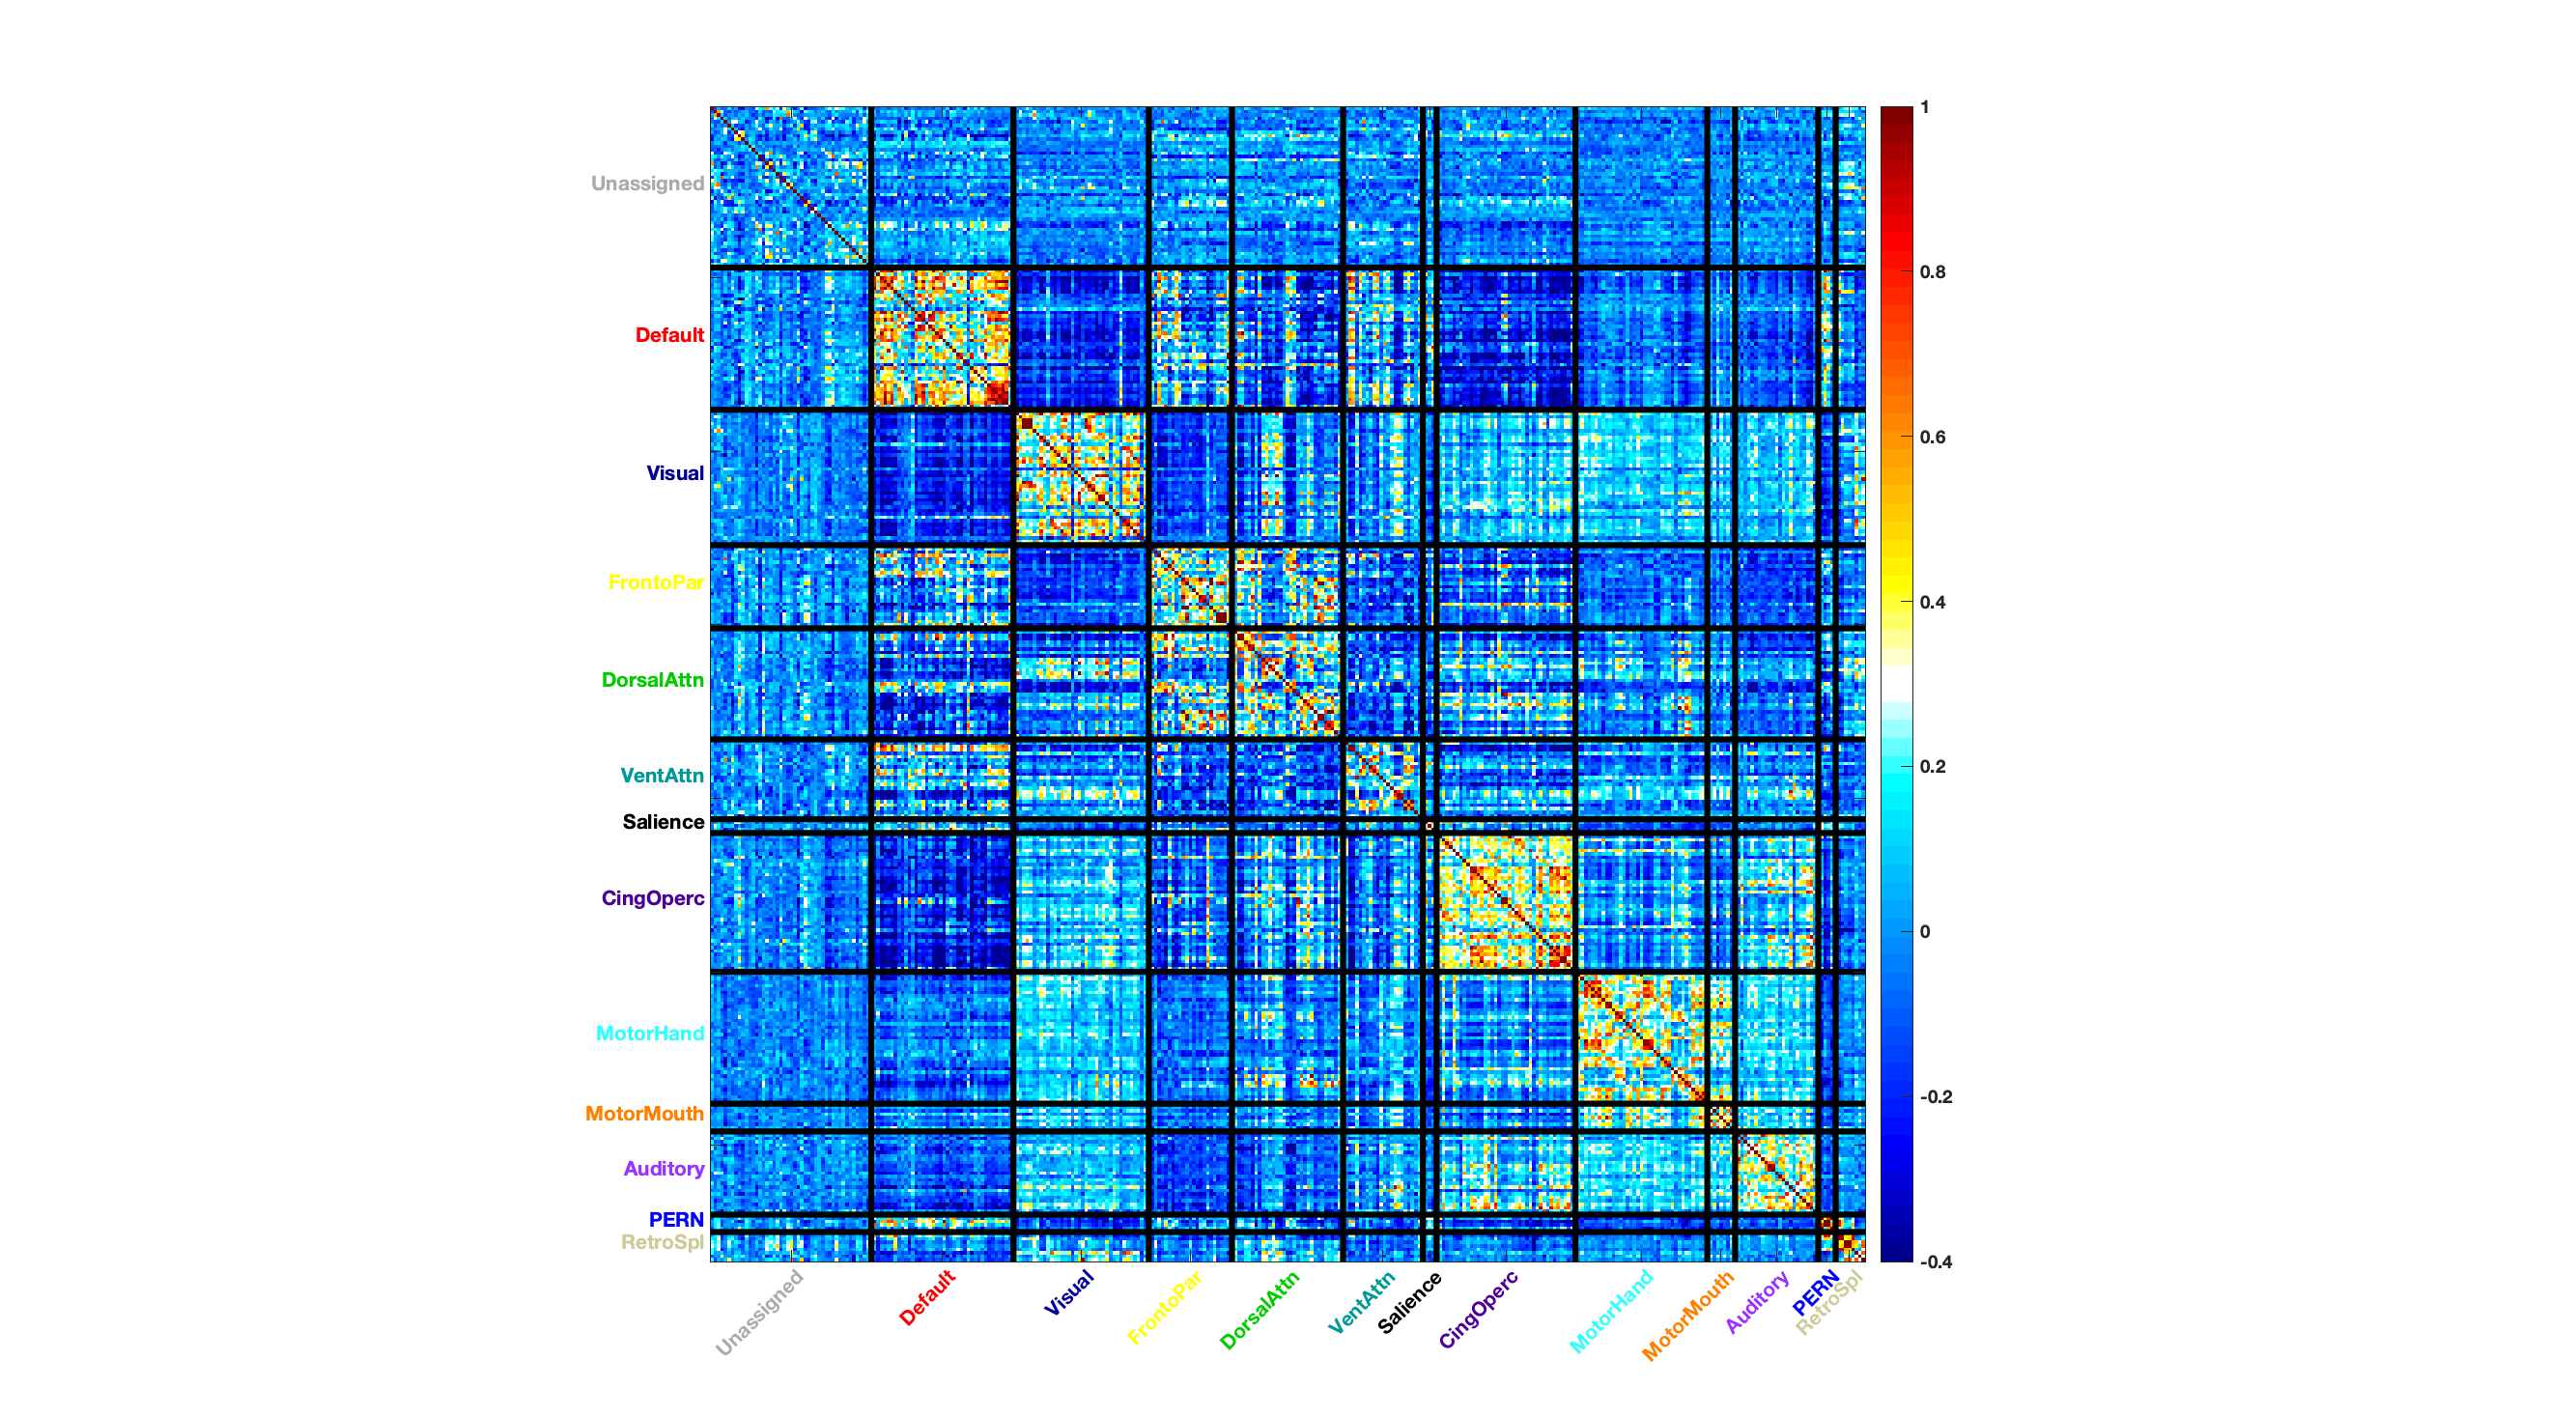 Unassigned
Default
Visual
FrontoPar
DorsalAttn
VentAttn
Salience
CingOperc
MotorHand
MotorMouth
Auditory
PERN
RetroSpl
Unassigned
Default
Visual
FrontoPar
DorsalAttn
VentAttn
Salience
CingOperc
MotorHand
MotorMouth
Auditory
PERN
RetroSpl
1
0.8
0.6
0.4
0.2
0
-0.2
-0.4